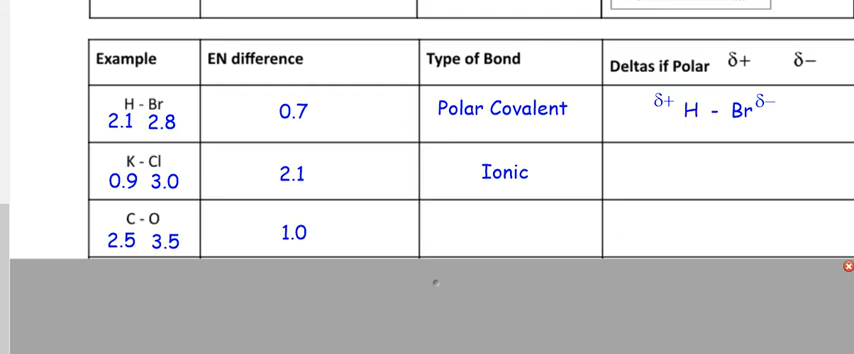 Example EN difference Type of Bond Deltas if Polar δ+ δ−
H - Br
2.1 2.8 0.7 Polar Covalent δ+ H - Br δ−
K - Cl
0.9 3.0 2.1 Ionic
C - O
2.5 3.5 1.0